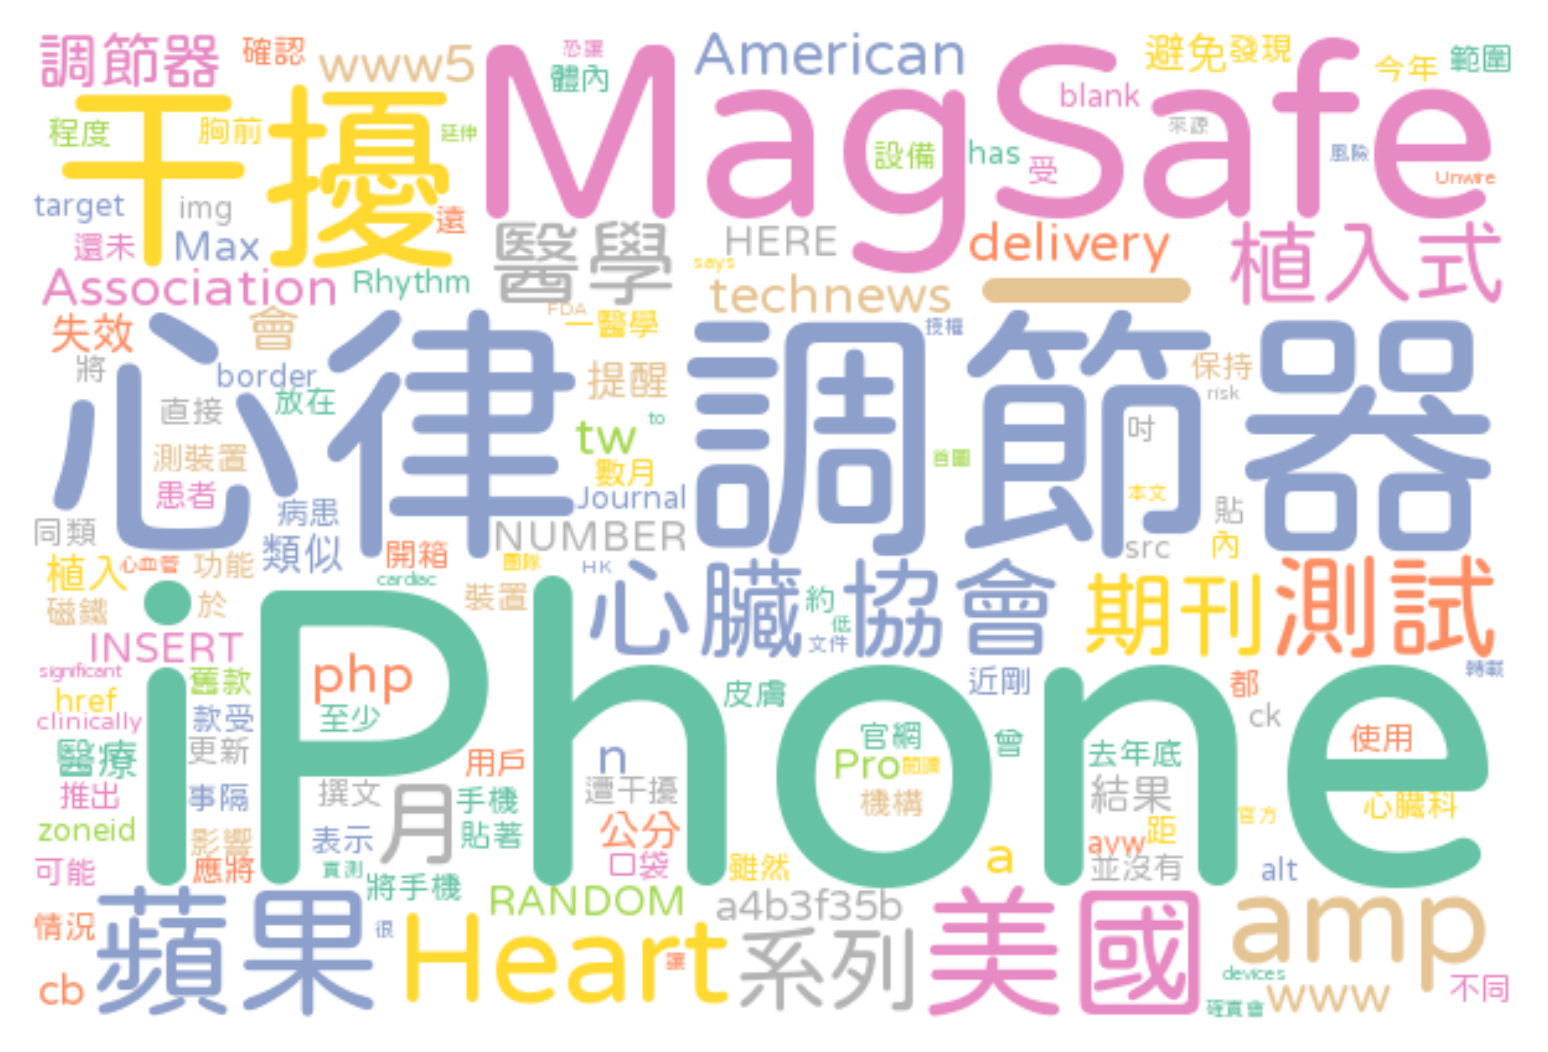 調節器 確認 www5 MagSafe 恐讓 體內 American 避免 發現 今年 範圍
干擾 程度 胸前 延伸 設備 has 受 blank 來源 風險 Unwire
target img 遠 還未 Max 醫學 HERE delivery 植入式
Association Rhythm says technews
失效 會 FDA 一醫學 授權
心律調節器
將 border 放在 提醒 保持 risk
直接 tw to 吋
測裝置 數月 首圖
患者 Journal 本文 貼
同類 病患 類似 NUMBER src 內
植入 心血管 功能 開箱 團隊 HK 心臟協會 期刊 測試
cardiac
磁鐵 於 裝置 約 低 文件
INSERT
iPhone
significant 舊款 php 皮膚 近剛 都 轉載
href clinically 款受 至少 ck
醫療 更新 用戶 n 官網 Pro 閱讀 曾 去年底 使用
推出 事隔 撰文 月 手機 遭干擾 機構 結果 心臟科
zoneid 影響 表示 貼著 公分 官方
avw 距
可能 應將 實測 將手機 口袋 雖然 a 並沒有 alt
RANDOM a4b3f35b
情況 蘋果 很 Heart 讓 系列 美國 amp
cb devices www 不同
確實會